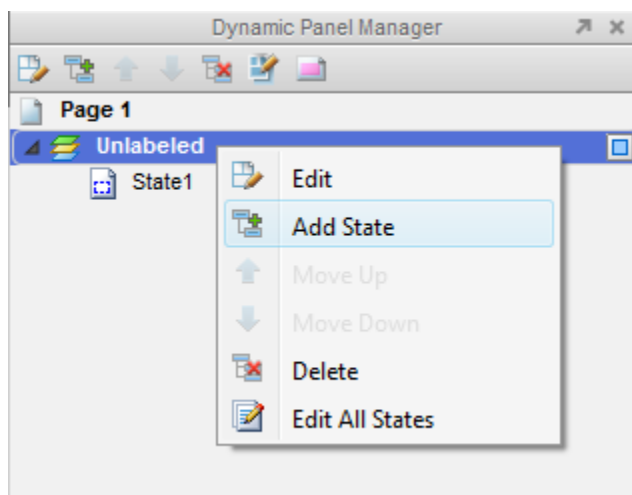 Dynamic Panel Manager
Page 1
Unlabeled
State1
Edit
Add State
Move Up
Move Down
Delete
Edit All States